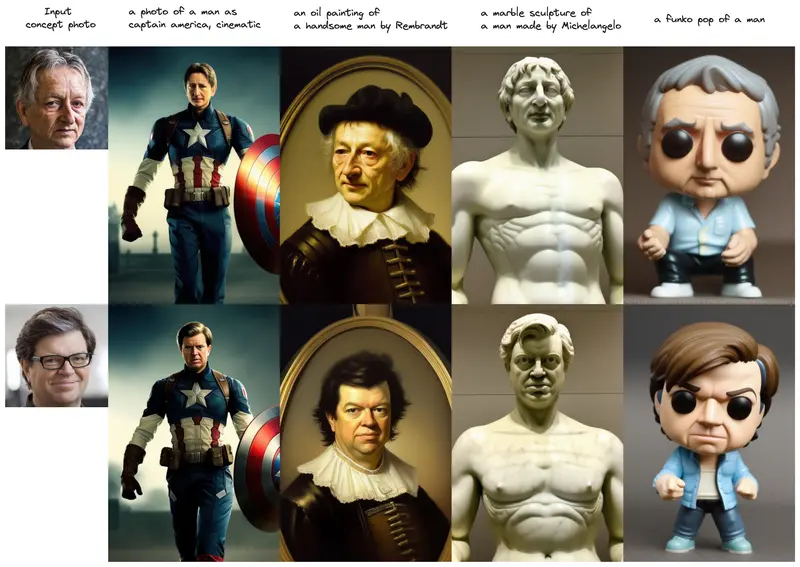 Input
concept photo
a photo of a man as
captain america, cinematic
an oil painting of
a handsome man by Rembrandt
a marble sculpture of
a man made by Michelangelo
a funko pop of a man